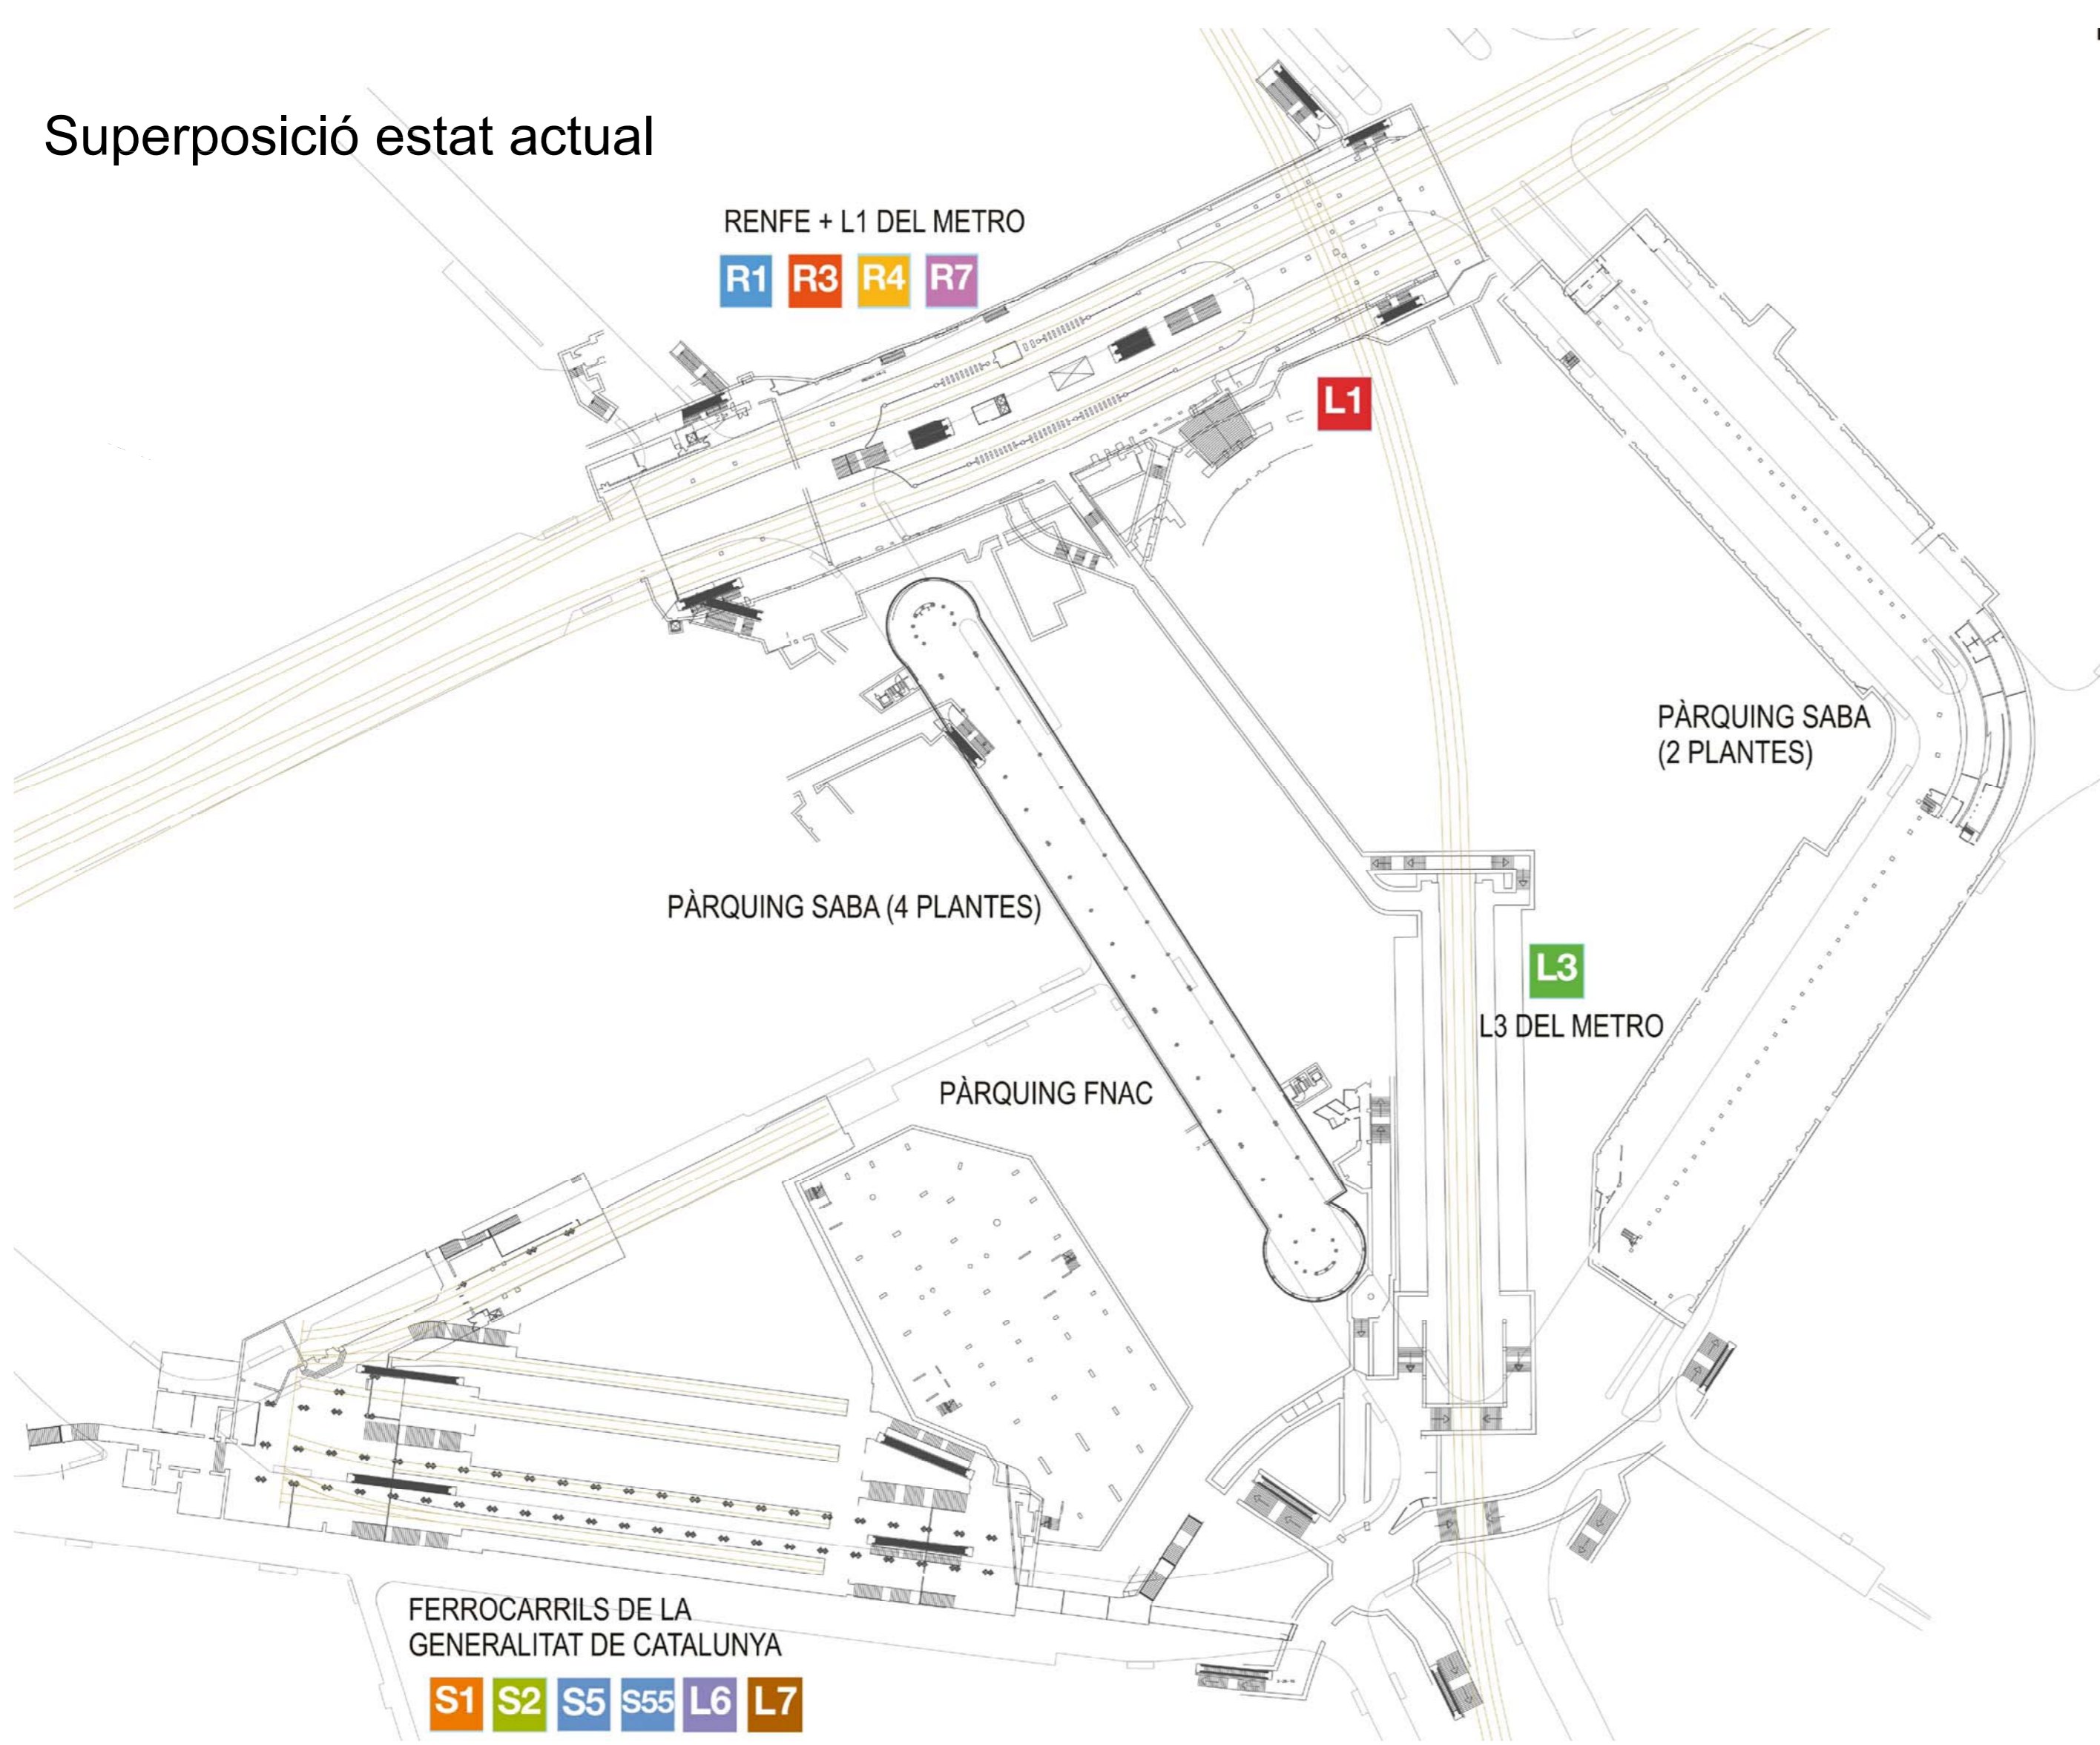 Superposició estat actual
RENFE + L1 DEL METRO
R1 R3 R4 R7
L1
PÀRQUING SABA
(2 PLANTES)
PÀRQUING SABA (4 PLANTES)
L3
L3 DEL METRO
PÀRQUING FNAC
FERROCARRILS DE LA
GENERALITAT DE CATALUNYA
S1 S2 S5 S55 L6 L7